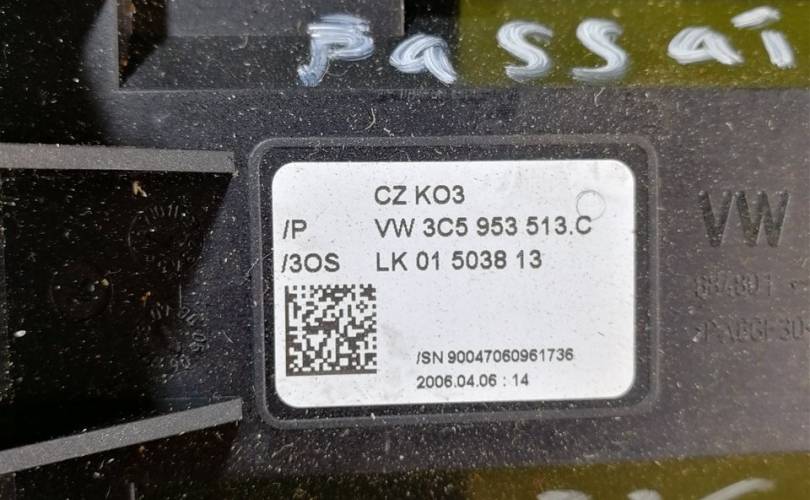 Passat
CZ KO3
/P VW 3C5 953 513.C
/3OS LK 01 5038 13
/SN 90047060961736
2006.04.06 : 14
VW